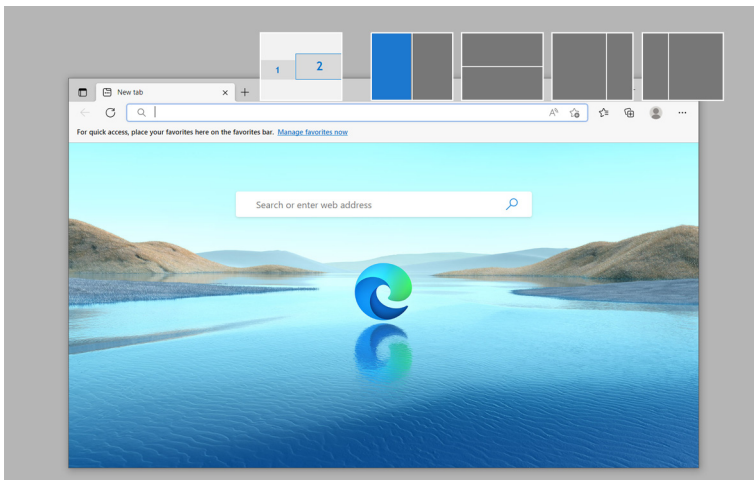 1 2
New tab
For quick access, place your favorites here on the favorites bar. Manage favorites now
Search or enter web address